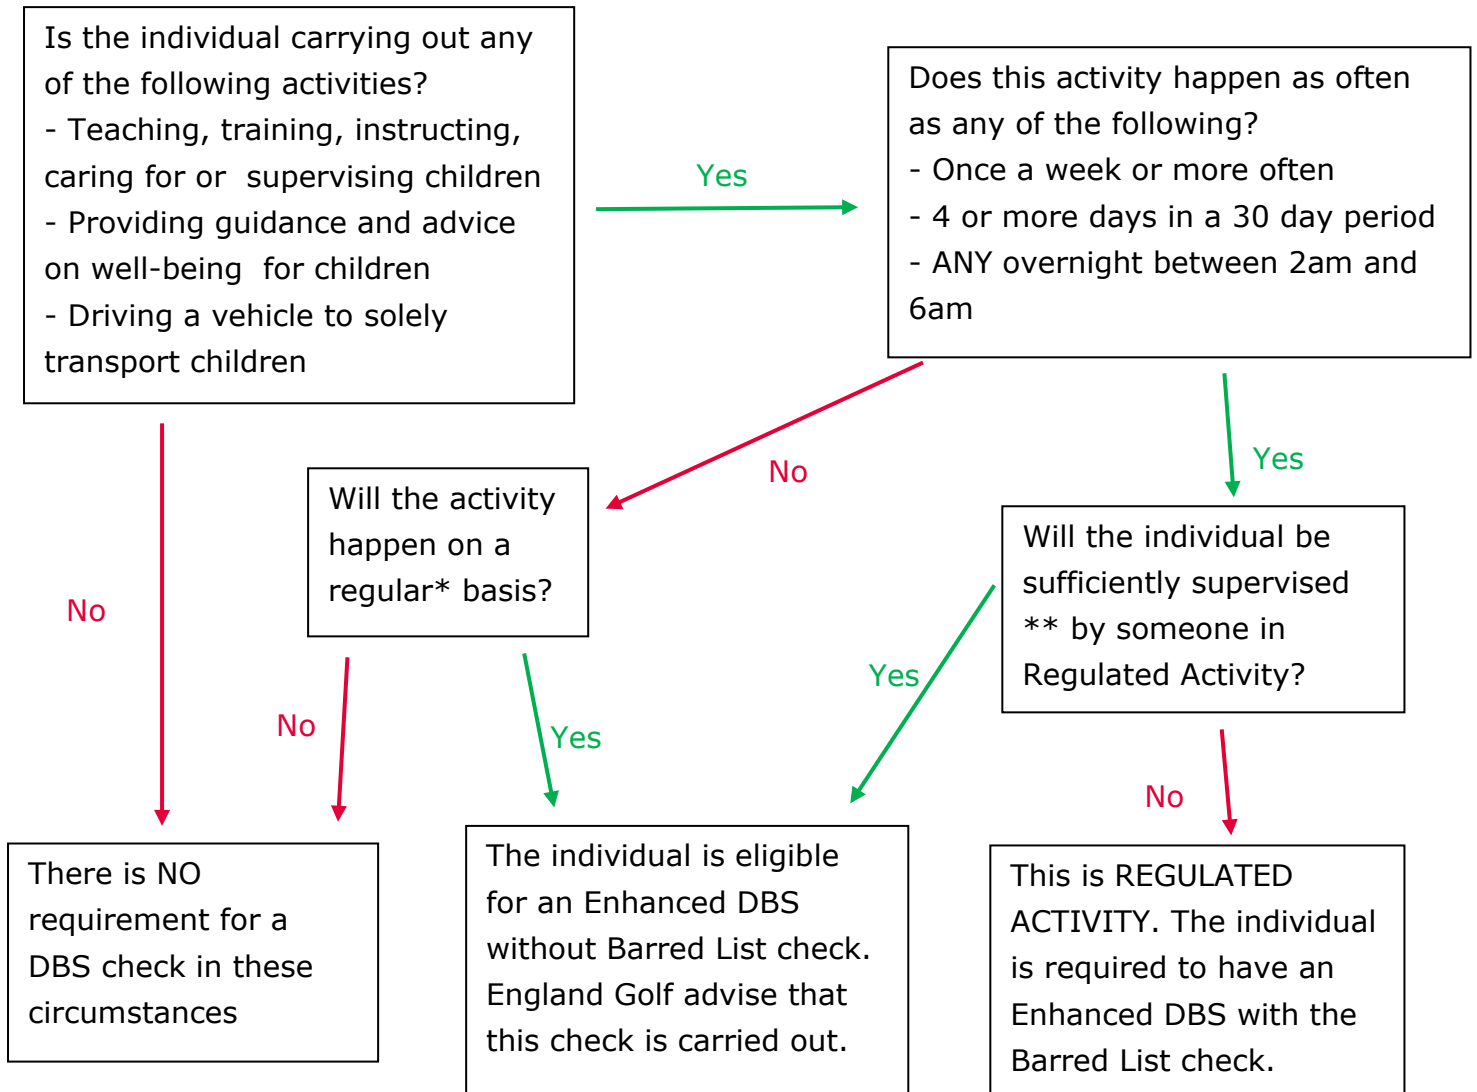 Is the individual carrying out any
of the following activities?
- Teaching, training, instructing,
caring for or  supervising children
- Providing guidance and advice
on well-being  for children
- Driving a vehicle to solely
transport children
Yes
Does this activity happen as often
as any of the following?
- Once a week or more often
- 4 or more days in a 30 day period
- ANY overnight between 2am and
6am
No
Yes
Will the activity
happen on a
regular* basis?
Will the individual be
sufficiently supervised
** by someone in
Regulated Activity?
No
No
Yes
Yes
No
There is NO
requirement for a
DBS check in these
circumstances
The individual is eligible
for an Enhanced DBS
without Barred List check.
England Golf advise that
this check is carried out.
This is REGULATED
ACTIVITY. The individual
is required to have an
Enhanced DBS with the
Barred List check.